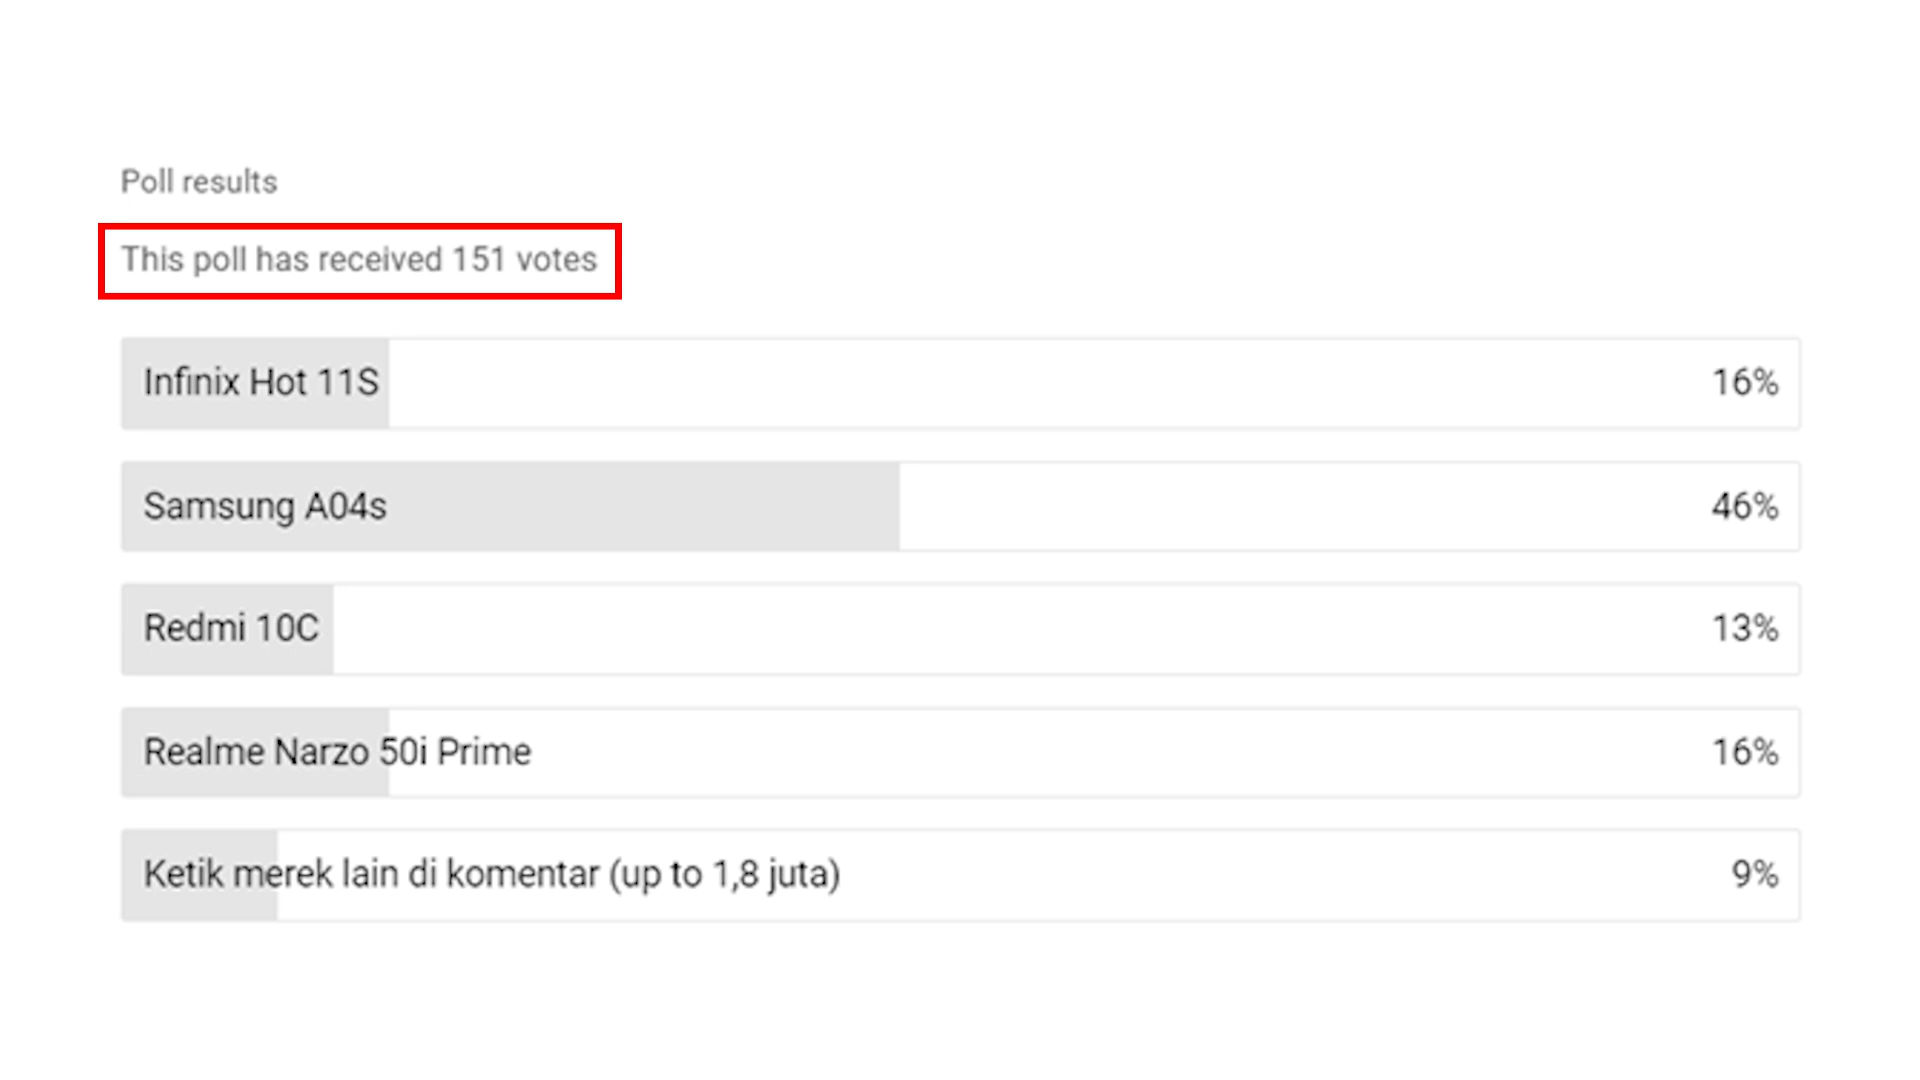 Poll results
This poll has received 151 votes
Infinix Hot 11S 16%
Samsung A04s 46%
Redmi 10C 13%
Realme Narzo 50i Prime 16%
Ketik merek lain di komentar (up to 1,8 juta) 9%